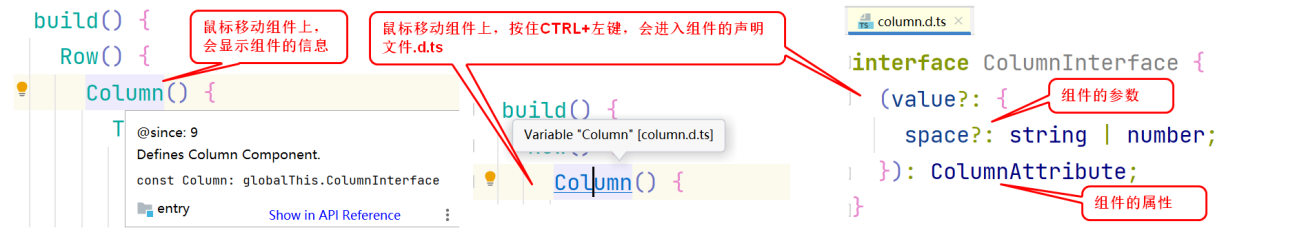 build() {
Row() {
Column() {
T
鼠标移动组件上，
会显示组件的信息
@since: 9
Defines Column Component.
const Column: globalThis.ColumnInterface
entry
Show in API Reference
鼠标移动组件上，按住CTRL+左键，会进入组件的声明
文件.d.ts
build() {
Variable "Column" [column.d.ts]
Column() {
column.d.ts
interface ColumnInterface {
(value?: {
组件的参数
space?: string | number;
}): ColumnAttribute;
组件的属性
}